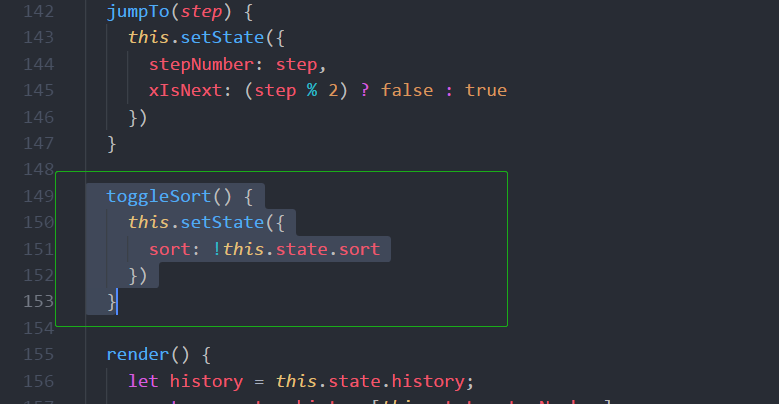 142 jumpTo(step) {
143 this.setState({
144 stepNumber: step,
145 xIsNext: (step % 2) ? false : true
146 })
147 }
148
149 toggleSort() {
150 this.setState({
151 sort: !this.state.sort
152 })
153 }
154
155 render() {
156 let history = this.state.history;